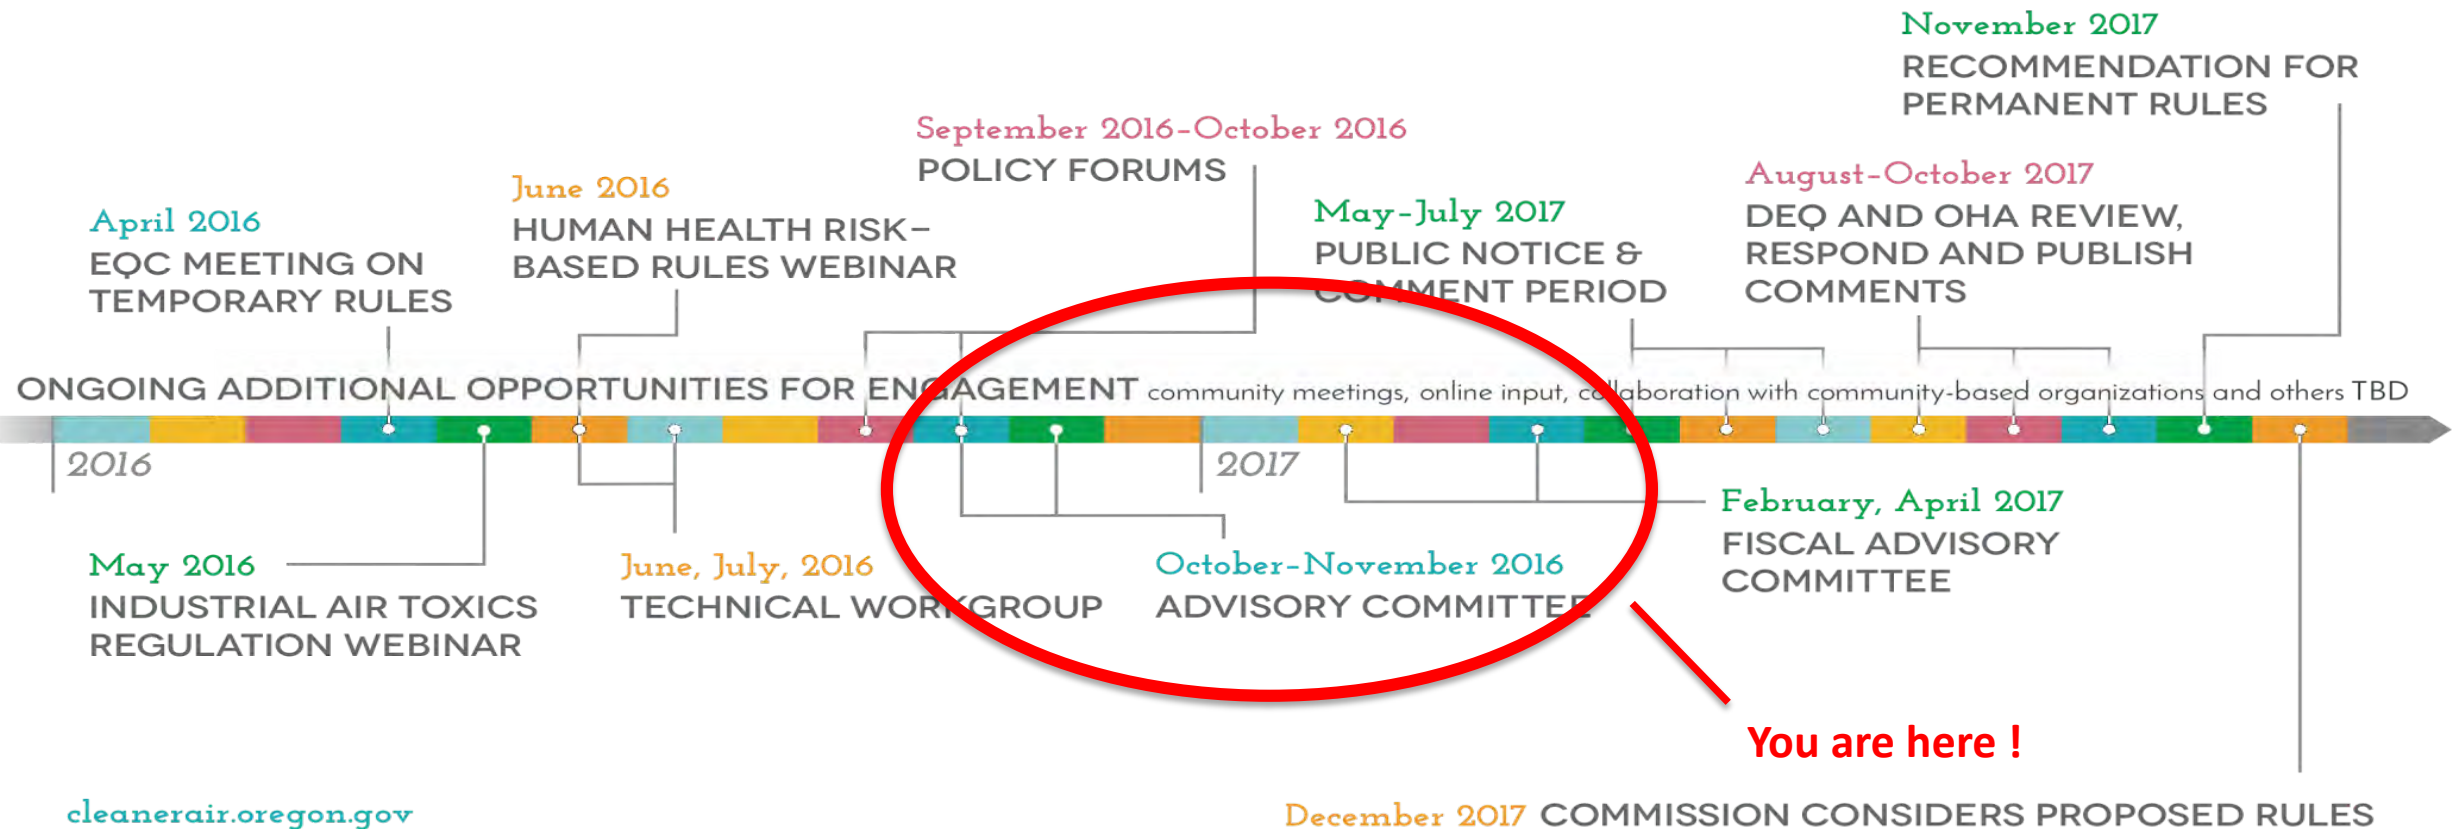 November 2017
RECOMMENDATION FOR
PERMANENT RULES
September 2016–October 2016
POLICY FORUMS
August–October 2017
DEQ AND OHA REVIEW,
RESPOND AND PUBLISH
COMMENTS
June 2016
HUMAN HEALTH RISK–
BASED RULES WEBINAR
May–July 2017
PUBLIC NOTICE &
COMMENT PERIOD
April 2016
EQC MEETING ON
TEMPORARY RULES
ONGOING ADDITIONAL OPPORTUNITIES FOR ENGAGEMENT community meetings, online input, collaboration with community-based organizations and others TBD
2016
2017
May 2016
INDUSTRIAL AIR TOXICS
REGULATION WEBINAR
June, July, 2016
TECHNICAL WORKGROUP
October–November 2016
ADVISORY COMMITTEE
February, April 2017
FISCAL ADVISORY
COMMITTEE
You are here !
cleanerair.oregon.gov
December 2017 COMMISSION CONSIDERS PROPOSED RULES